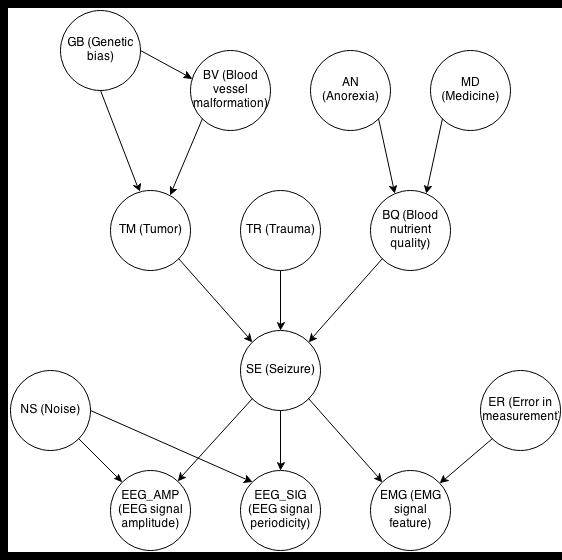 GB (Genetic
bias)
BV (Blood
vessel
malformation)
AN
(Anorexia)
MD
(Medicine)
TM (Tumor)
TR (Trauma)
BQ (Blood
nutrient
quality)
SE (Seizure)
NS (Noise)
ER (Error in
measurement)
EEG_AMP
(EEG signal
amplitude)
EEG_SIG
(EEG signal
periodicity)
EMG (EMG
signal
feature)